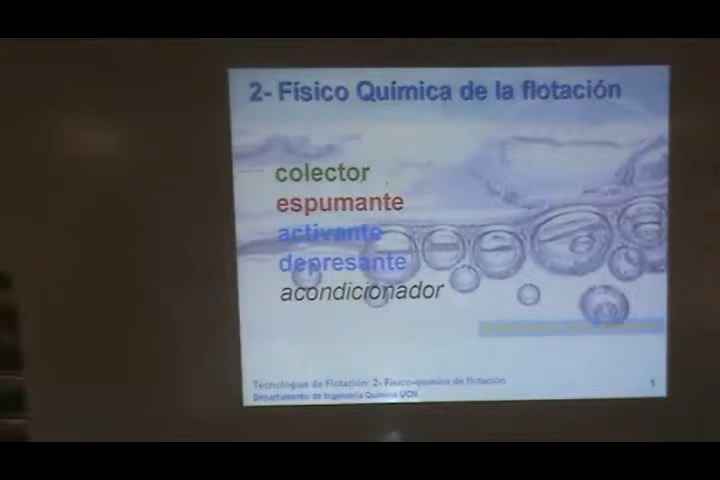 2- Físico Química de la flotación
colector
espumante
activante
depresante
acondicionador
Tecnologías de Flotación: 2- Físico-química de flotación
1
Departamento de Ingeniería Química UCN